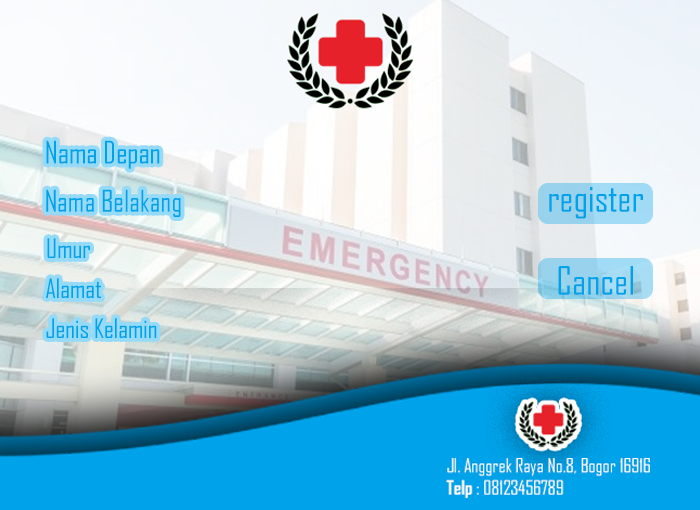 Nama Depan
Nama Belakang
register
Umur
EMERGENCY
Cancel
Alamat
Jenis Kelamin
Jl. Anggrek Raya No.8, Bogor 16916
Telp : 08123456789